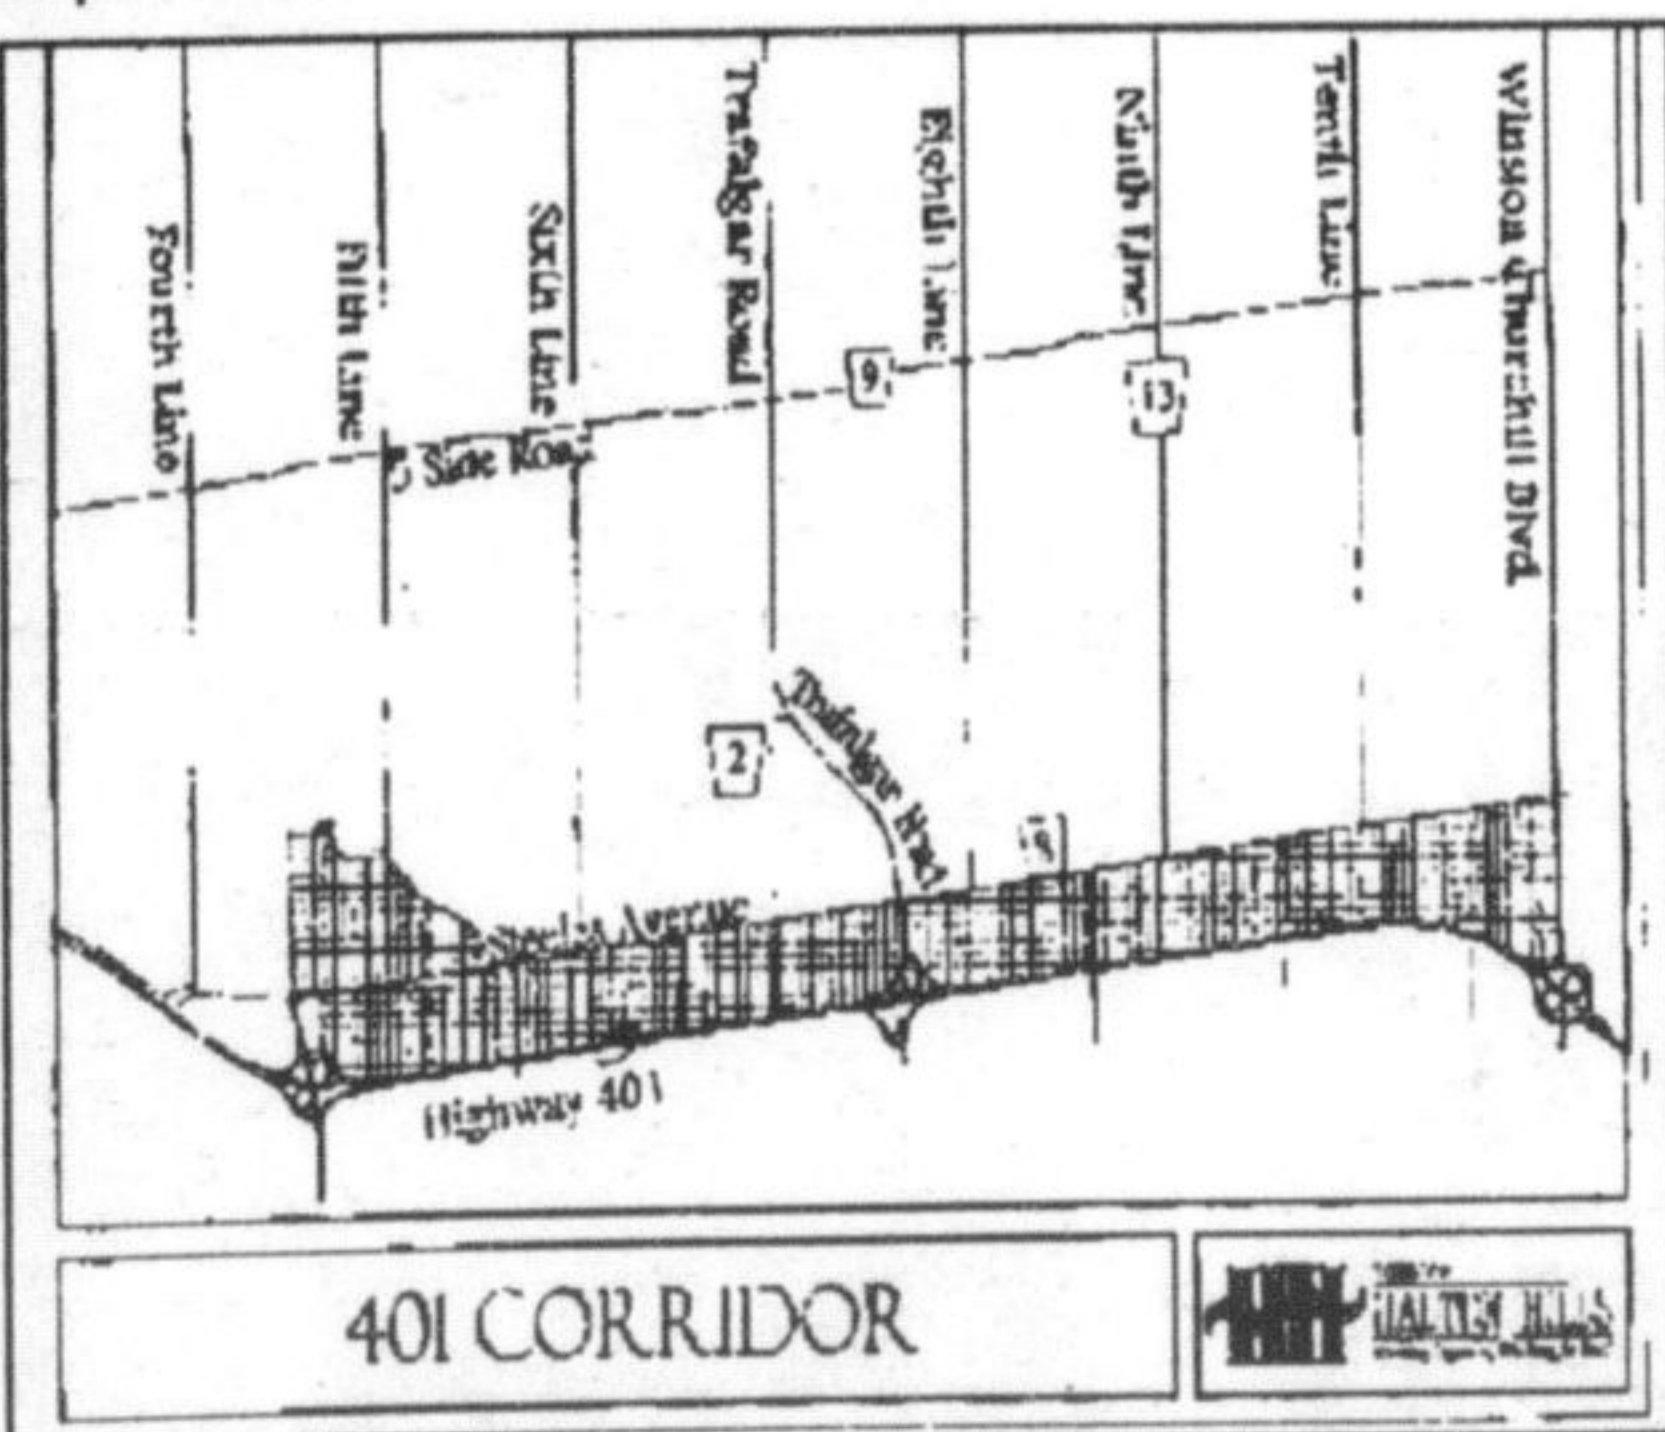 Fourth Line
Fifth Line
Sixth Line
Trafalgar Road
Eighth Line
Ninth Line
Tenth Line
Winston Churchill Blvd
9
13
5 Side Road
2
Trafalgar Road
Steeles Avenue
Highway 401
401 CORRIDOR
HALTON HILLS